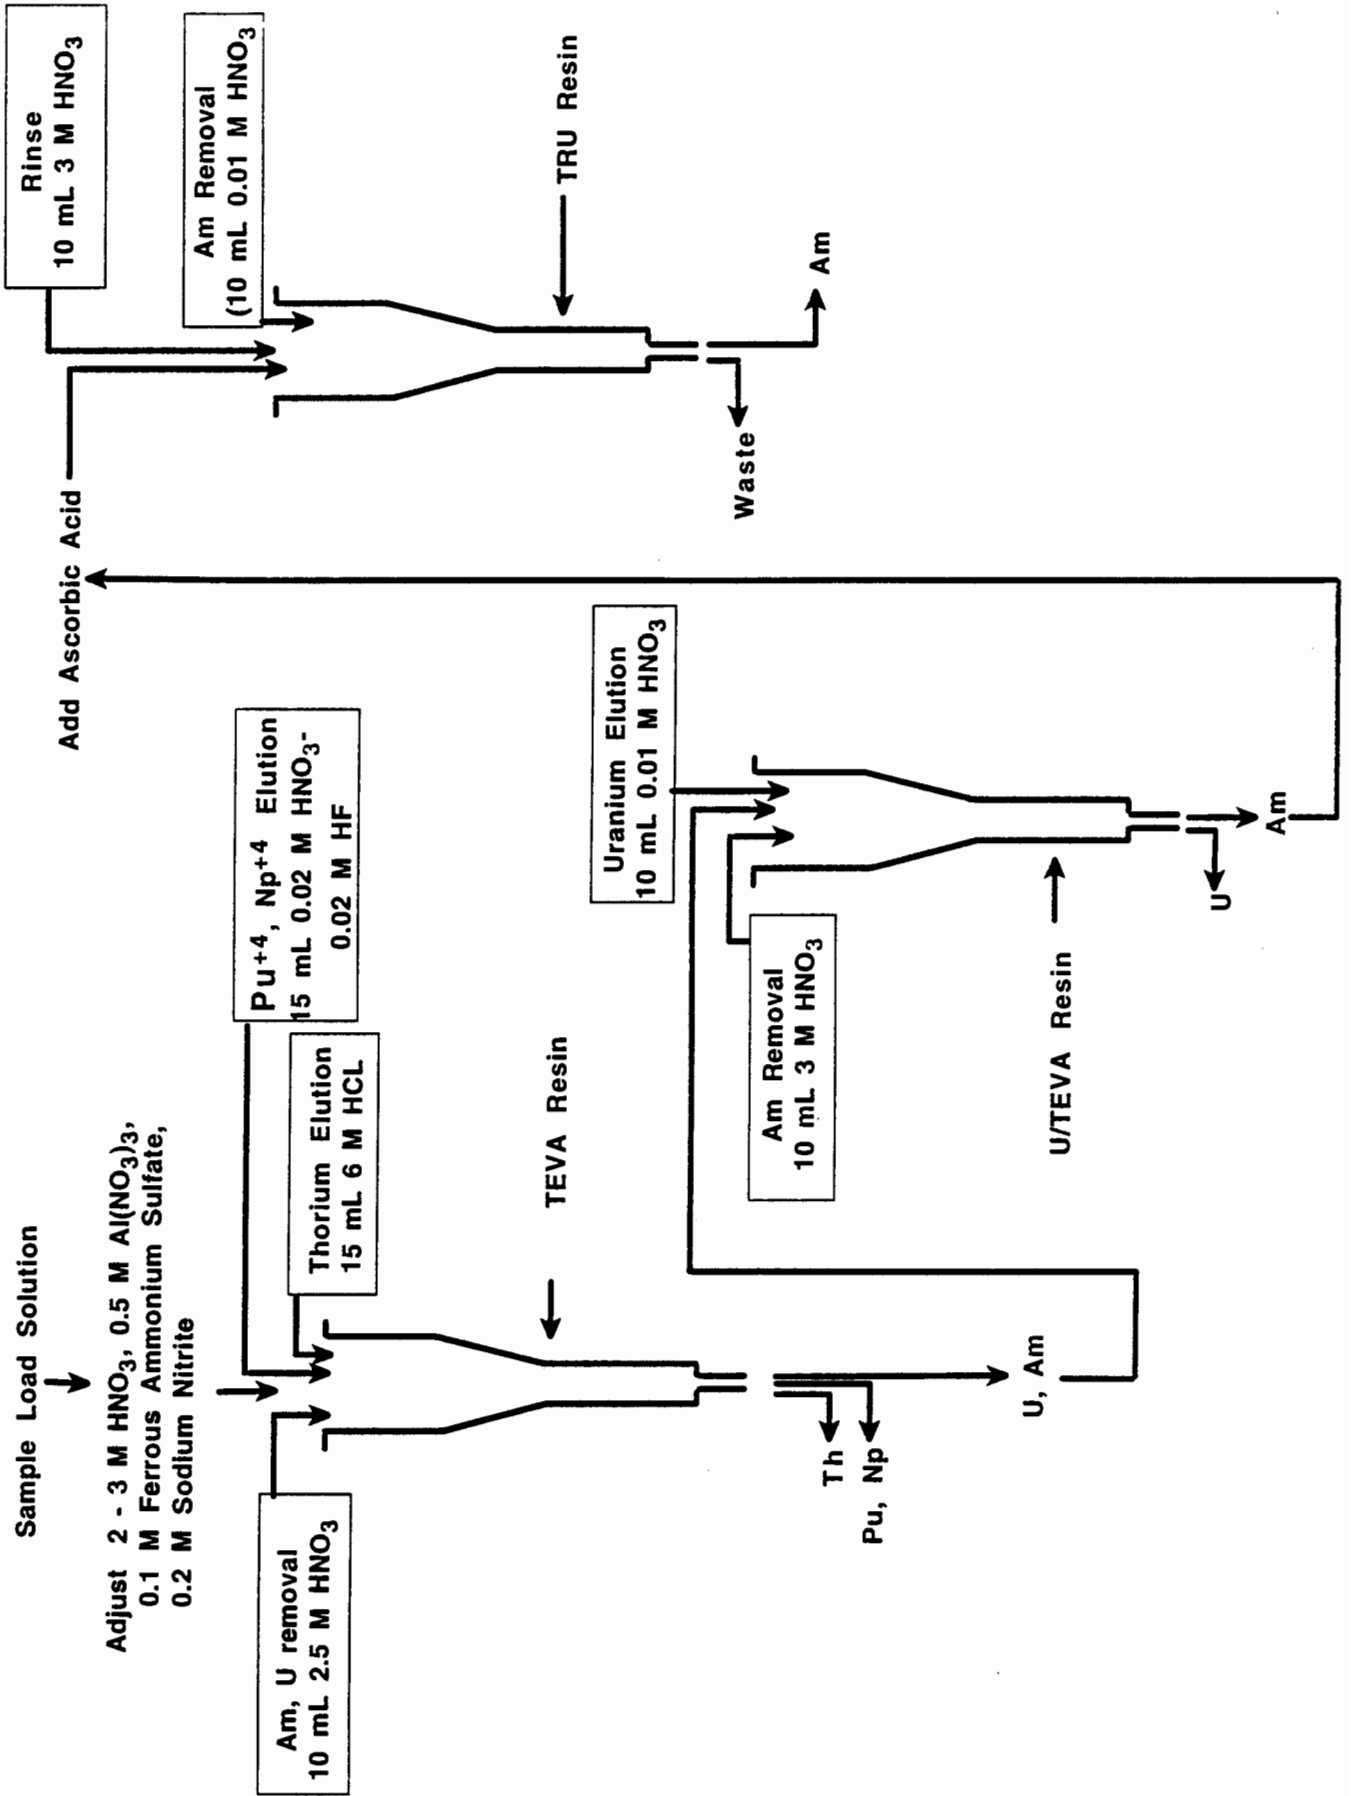 Sample Load Solution
Adjust 2 - 3 M HNO3, 0.5 M Al(NO3)3,
0.1 M Ferrous Ammonium Sulfate,
0.2 M Sodium Nitrite
Am, U removal
10 mL 2.5 M HNO3
Pu+4, Np+4 Elution
15 mL 0.02 M HNO3-
0.02 M HF
Thorium Elution
15 mL 6 M HCL
TEVA Resin
Th
Pu, Np
U, Am
Uranium Elution
10 mL 0.01 M HNO3
Am Removal
10 mL 3 M HNO3
U/TEVA Resin
U
Am
Add Ascorbic Acid
Rinse
10 mL 3 M HNO3
Am Removal
(10 mL 0.01 M HNO3
TRU Resin
Waste
Am